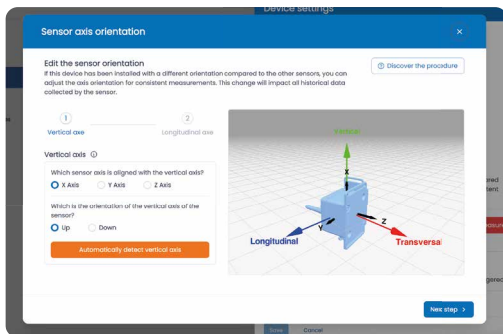 Device settings
Sensor axis orientation
Edit the sensor orientation
If this device has been installed with a different orientation compared to the other sensors, you can
adjust the axis orientation for consistent measurements. This will impact all historical data
collected by the sensor.
Discover the procedure
1
2
Vertical axe
Longitudinal axe
Vertical axis
Which sensor axis is aligned with the vertical axis?
X Axis
Y Axis
Z Axis
Which is the orientation of the vertical axis of the
sensor?
Up
Down
Automatically detect vertical axis
Vertical
X
Y
Z
Longitudinal
Transversal
Next step >
Save
Cancel